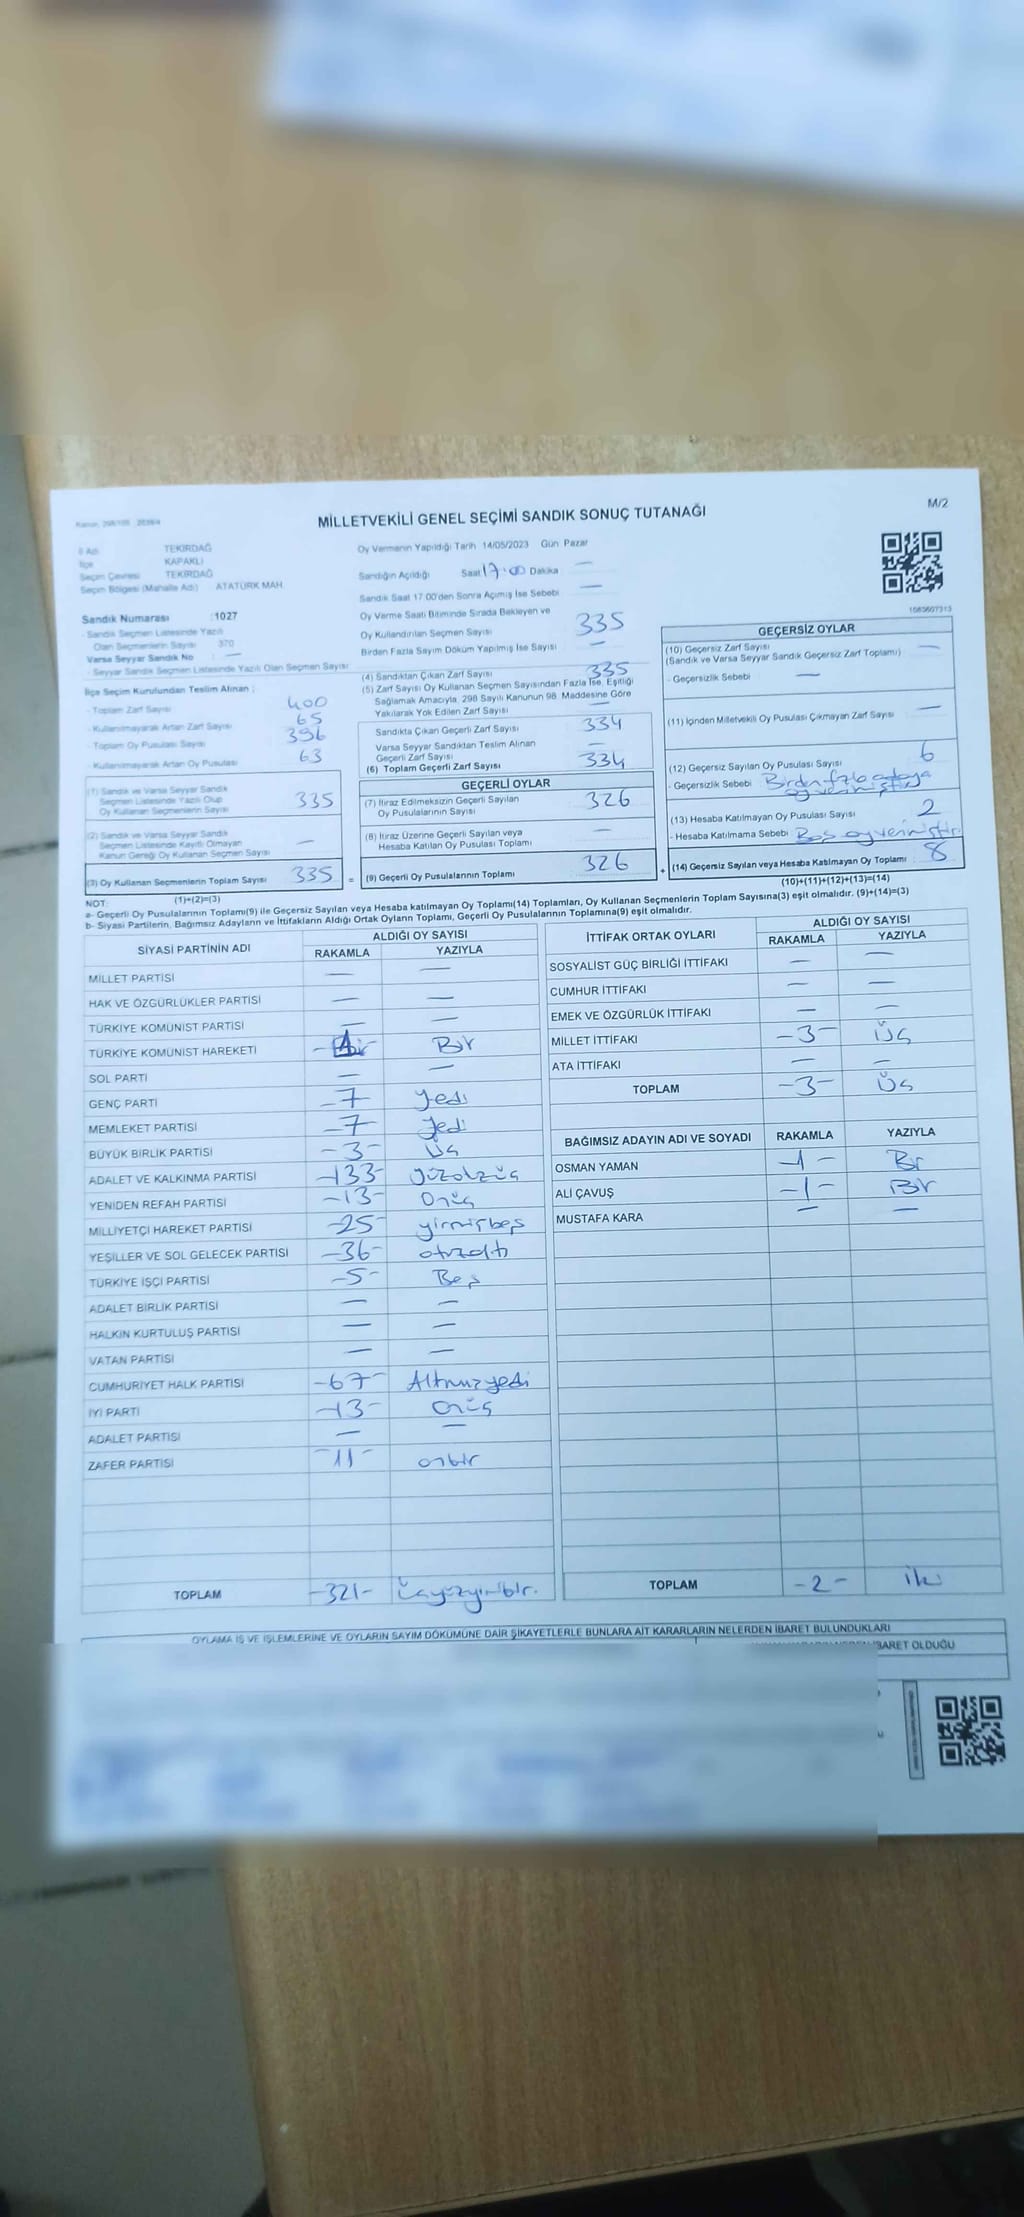 MİLLETVEKİLİ GENEL SEÇİMİ SANDIK SONUÇ TUTANAĞI
M/2
İl Adı TEKİRDAĞ
İlçe KAPAKLI
Seçim Çevresi TEKİRDAĞ
Seçim Bölgesi (Mahalle Adı) ATATÜRK MAH.
Oy Vermenin Yapıldığı Tarih 14/05/2023 Gün Pazar
Sandığın Açıldığı Saat 17:00 Dakika —
Sandık Saat 17.00'den Sonra Açılmış İse Sebebi —
1083607313
Sandık Numarası :1027
- Sandık Seçmen Listesinde Yazılı
Olan Seçmenlerin Sayısı 370
Varsa Seyyar Sandık No : —
- Seyyar Sandık Seçmen Listesinde Yazılı Olan Seçmen Sayısı
Oy Verme Saati Bitiminde Sırada Bekleyen ve
Oy Kullandırılan Seçmen Sayısı 335
Birden Fazla Sayım Döküm Yapılmış İse Sayısı —
İlçe Seçim Kurulundan Teslim Alınan :
- Toplam Zarf Sayısı 400
- Kullanılmayarak Artan Zarf Sayısı 65
- Toplam Oy Pusulası Sayısı 396
- Kullanılmayarak Artan Oy Pusulası 63
(1) Sandık ve Varsa Seyyar Sandık
Seçmen Listesinde Yazılı Olup
Oy Kullanan Seçmenlerin Sayısı 335
(2) Sandık ve Varsa Seyyar Sandık
Seçmen Listesinde Kayıtlı Olmayan
Kanun Gereği Oy Kullanan Seçmen Sayısı —
(3) Oy Kullanan Seçmenlerin Toplam Sayısı 335 =
(1)+(2)=(3)
(4) Sandıktan Çıkan Zarf Sayısı 335
(5) Zarf Sayısı Oy Kullanan Seçmen Sayısından Fazla İse, Eşitliği
Sağlamak Amacıyla, 298 Sayılı Kanunun 98. Maddesine Göre
Yakılarak Yok Edilen Zarf Sayısı —
Sandıkta Çıkan Geçerli Zarf Sayısı 334
Varsa Seyyar Sandıktan Teslim Alınan
Geçerli Zarf Sayısı —
(6) Toplam Geçerli Zarf Sayısı 334
GEÇERLİ OYLAR
(7) İtiraz Edilmeksizin Geçerli Sayılan
Oy Pusulalarının Sayısı 326
(8) İtiraz Üzerine Geçerli Sayılan veya
Hesaba Katılan Oy Pusulası Toplamı —
(9) Geçerli Oy Pusulalarının Toplamı 326 +
GEÇERSİZ OYLAR
(10) Geçersiz Zarf Sayısı —
(Sandık ve Varsa Seyyar Sandık Geçersiz Zarf Toplamı)
- Geçersizlik Sebebi —
(11) İçinden Milletvekili Oy Pusulası Çıkmayan Zarf Sayısı —
(12) Geçersiz Sayılan Oy Pusulası Sayısı 6
- Geçersizlik Sebebi Birden fazla adaya
oy verilmiştir
(13) Hesaba Katılmayan Oy Pusulası Sayısı 2
- Hesaba Katılmama Sebebi Boş oy verilmiştir.
(14) Geçersiz Sayılan veya Hesaba Katılmayan Oy Toplamı : 8
(10)+(11)+(12)+(13)=(14)
NOT:
a- Geçerli Oy Pusulalarının Toplamı(9) ile Geçersiz Sayılan veya Hesaba katılmayan Oy Toplamı(14) Toplamları, Oy Kullanan Seçmenlerin Toplam Sayısına(3) eşit olmalıdır. (9)+(14)=(3)
b- Siyasi Partilerin, Bağımsız Adayların ve İttifakların Aldığı Ortak Oyların Toplamı, Geçerli Oy Pusulalarının Toplamına(9) eşit olmalıdır.
SİYASİ PARTİNİN ADI ALDIĞI OY SAYISI
RAKAMLA YAZIYLA
MİLLET PARTİSİ — —
HAK VE ÖZGÜRLÜKLER PARTİSİ — —
TÜRKİYE KOMÜNİST PARTİSİ — —
TÜRKİYE KOMÜNİST HAREKETİ -1- Bir
SOL PARTİ — —
GENÇ PARTİ -7 yedi
MEMLEKET PARTİSİ -7 yedi
BÜYÜK BİRLİK PARTİSİ -3- üç
ADALET VE KALKINMA PARTİSİ -133- yüzotuzüç
YENİDEN REFAH PARTİSİ -13- Onüç
MİLLİYETÇİ HAREKET PARTİSİ -25- yirmişbeş
YEŞİLLER VE SOL GELECEK PARTİSİ -36- otuzaltı
TÜRKİYE İŞÇİ PARTİSİ -5- Beş
ADALET BİRLİK PARTİSİ — —
HALKIN KURTULUŞ PARTİSİ — —
VATAN PARTİSİ — —
CUMHURİYET HALK PARTİSİ -67- Altmışyedi
İYİ PARTİ -13- Onüç
ADALET PARTİSİ — —
ZAFER PARTİSİ -11- onbir
TOPLAM -321- Üçyüzyirmibir.
İTTİFAK ORTAK OYLARI ALDIĞI OY SAYISI
RAKAMLA YAZIYLA
SOSYALİST GÜÇ BİRLİĞİ İTTİFAKI — —
CUMHUR İTTİFAKI — —
EMEK VE ÖZGÜRLÜK İTTİFAKI — —
MİLLET İTTİFAKI -3- Üç
ATA İTTİFAKI — —
TOPLAM -3- Üç
BAĞIMSIZ ADAYIN ADI VE SOYADI RAKAMLA YAZIYLA
OSMAN YAMAN -1- Bir
ALİ ÇAVUŞ -1- Bir
MUSTAFA KARA — —
TOPLAM -2- iki
OYLAMA İŞ VE İŞLEMLERİNE VE OYLARIN SAYIM DÖKÜMÜNE DAİR ŞİKAYETLERLE BUNLARA AİT KARARLARIN NELERDEN İBARET BULUNDUKLARI
İBARET OLDUĞU